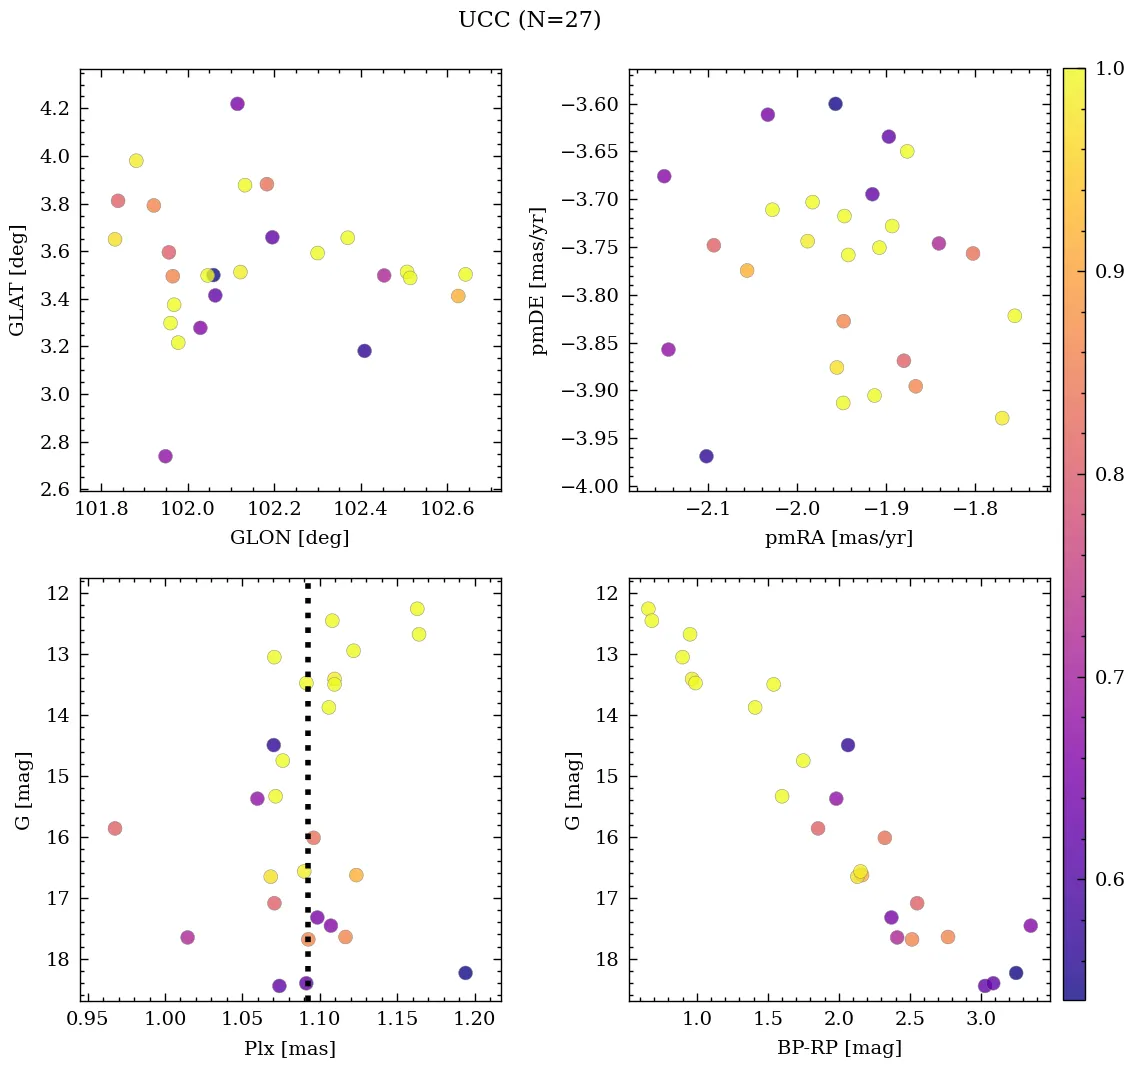 UCC (N=27)
4.2
4.0
3.8
3.6
3.4
3.2
3.0
2.8
2.6
GLAT [deg]
101.8 102.0 102.2 102.4 102.6
GLON [deg]
−3.60
−3.65
−3.70
−3.75
−3.80
−3.85
−3.90
−3.95
−4.00
pmDE [mas/yr]
−2.1 −2.0 −1.9 −1.8
pmRA [mas/yr]
1.0
0.9
0.8
0.7
0.6
12
13
14
15
16
17
18
G [mag]
0.95 1.00 1.05 1.10 1.15 1.20
Plx [mas]
12
13
14
15
16
17
18
G [mag]
1.0 1.5 2.0 2.5 3.0
BP-RP [mag]